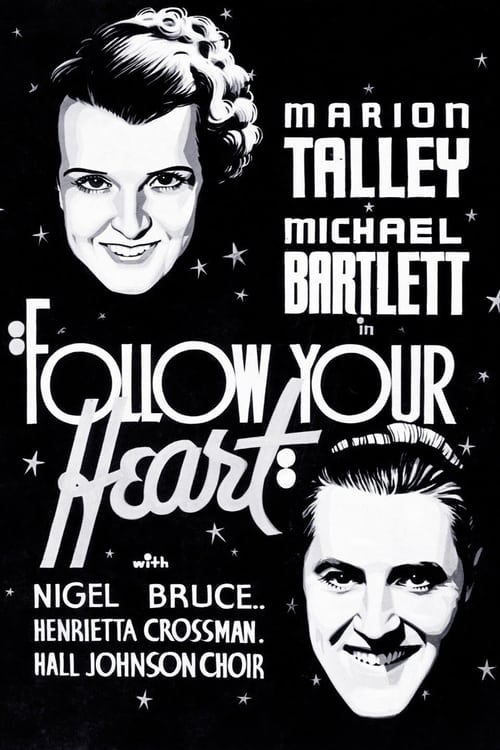 MARION
TALLEY
MICHAEL
BARTLETT
in
:FOLLOW YOUR
Heart:
with
NIGEL BRUCE..
HENRIETTA CROSSMAN.
HALL JOHNSON CHOIR